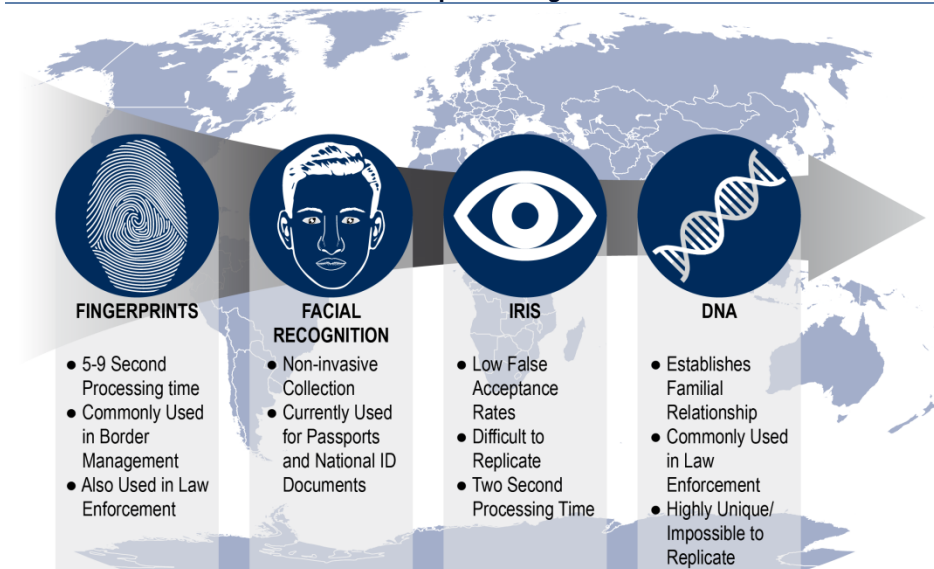 FINGERPRINTS
● 5-9 Second
Processing time
● Commonly Used
in Border
Management
● Also Used in Law
Enforcement
FACIAL
RECOGNITION
● Non-invasive
Collection
● Currently Used
for Passports
and National ID
Documents
IRIS
● Low False
Acceptance
Rates
● Difficult to
Replicate
● Two Second
Processing Time
DNA
● Establishes
Familial
Relationship
● Commonly Used
in Law
Enforcement
● Highly Unique/
Impossible to
Replicate